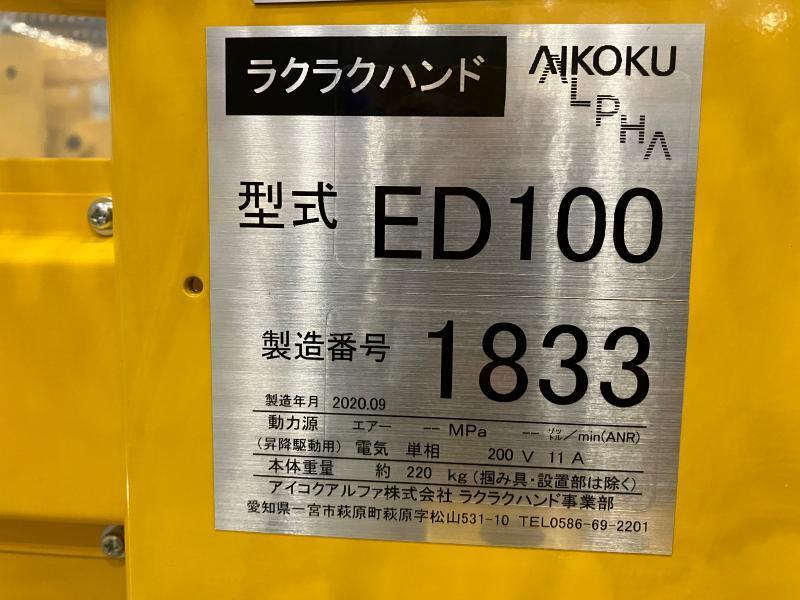 ラクラクハンド
AIKOKU
ALPHA
型式 ED100
製造番号 1833
製造年月 2020.09
動力源 エアー -- MPa -- リットル/min(ANR)
(昇降駆動用) 電気 単相 200 V 11 A
本体重量 約 220 kg (掴み具・設置部は除く)
アイコクアルファ株式会社 ラクラクハンド事業部
愛知県一宮市萩原町萩原字松山531-10 TEL0586-69-2201